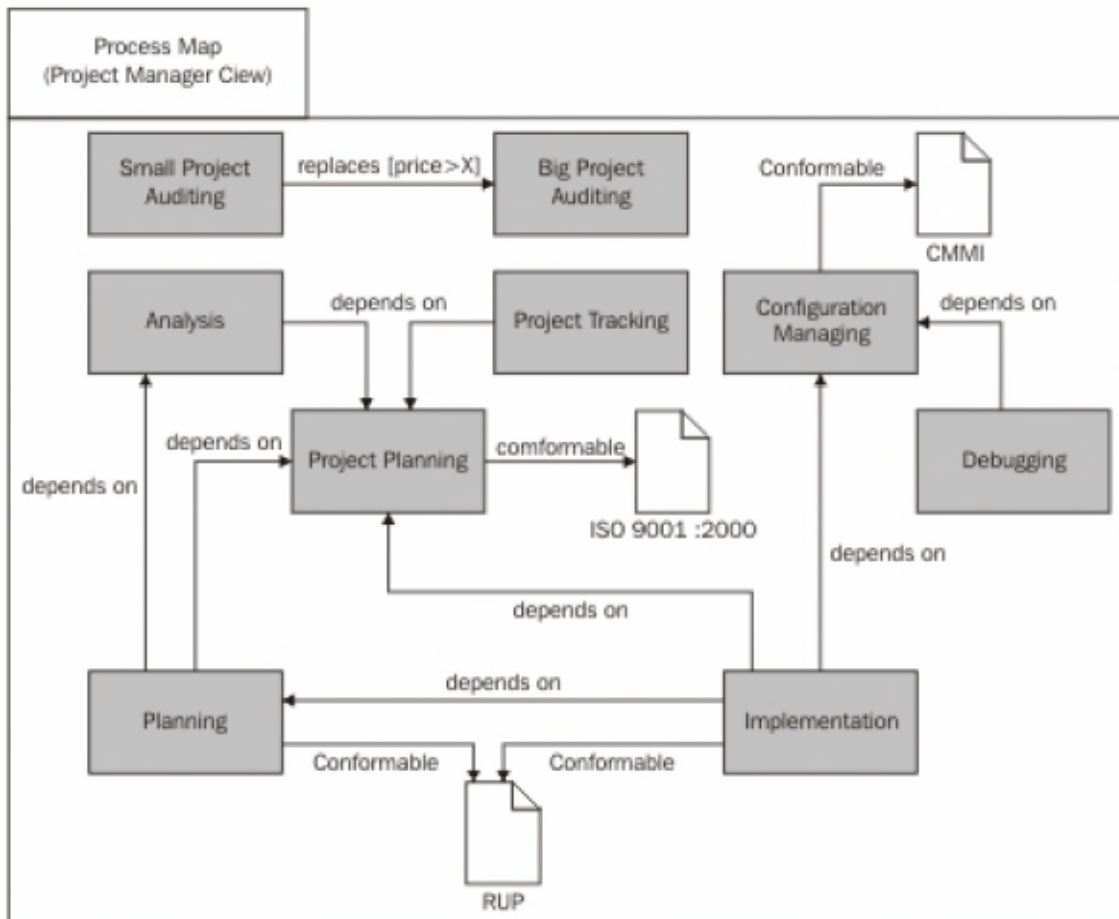 Process Map
(Project Manager Ciew)
Small Project
Auditing
replaces [price>X]
Big Project
Auditing
Conformable
CMMI
Analysis
depends on
Project Tracking
Configuration
Managing
depends on
depends on
depends on
Project Planning
comformable
ISO 9001 :2000
Debugging
depends on
depends on
Planning
depends on
Implementation
Conformable
Conformable
RUP